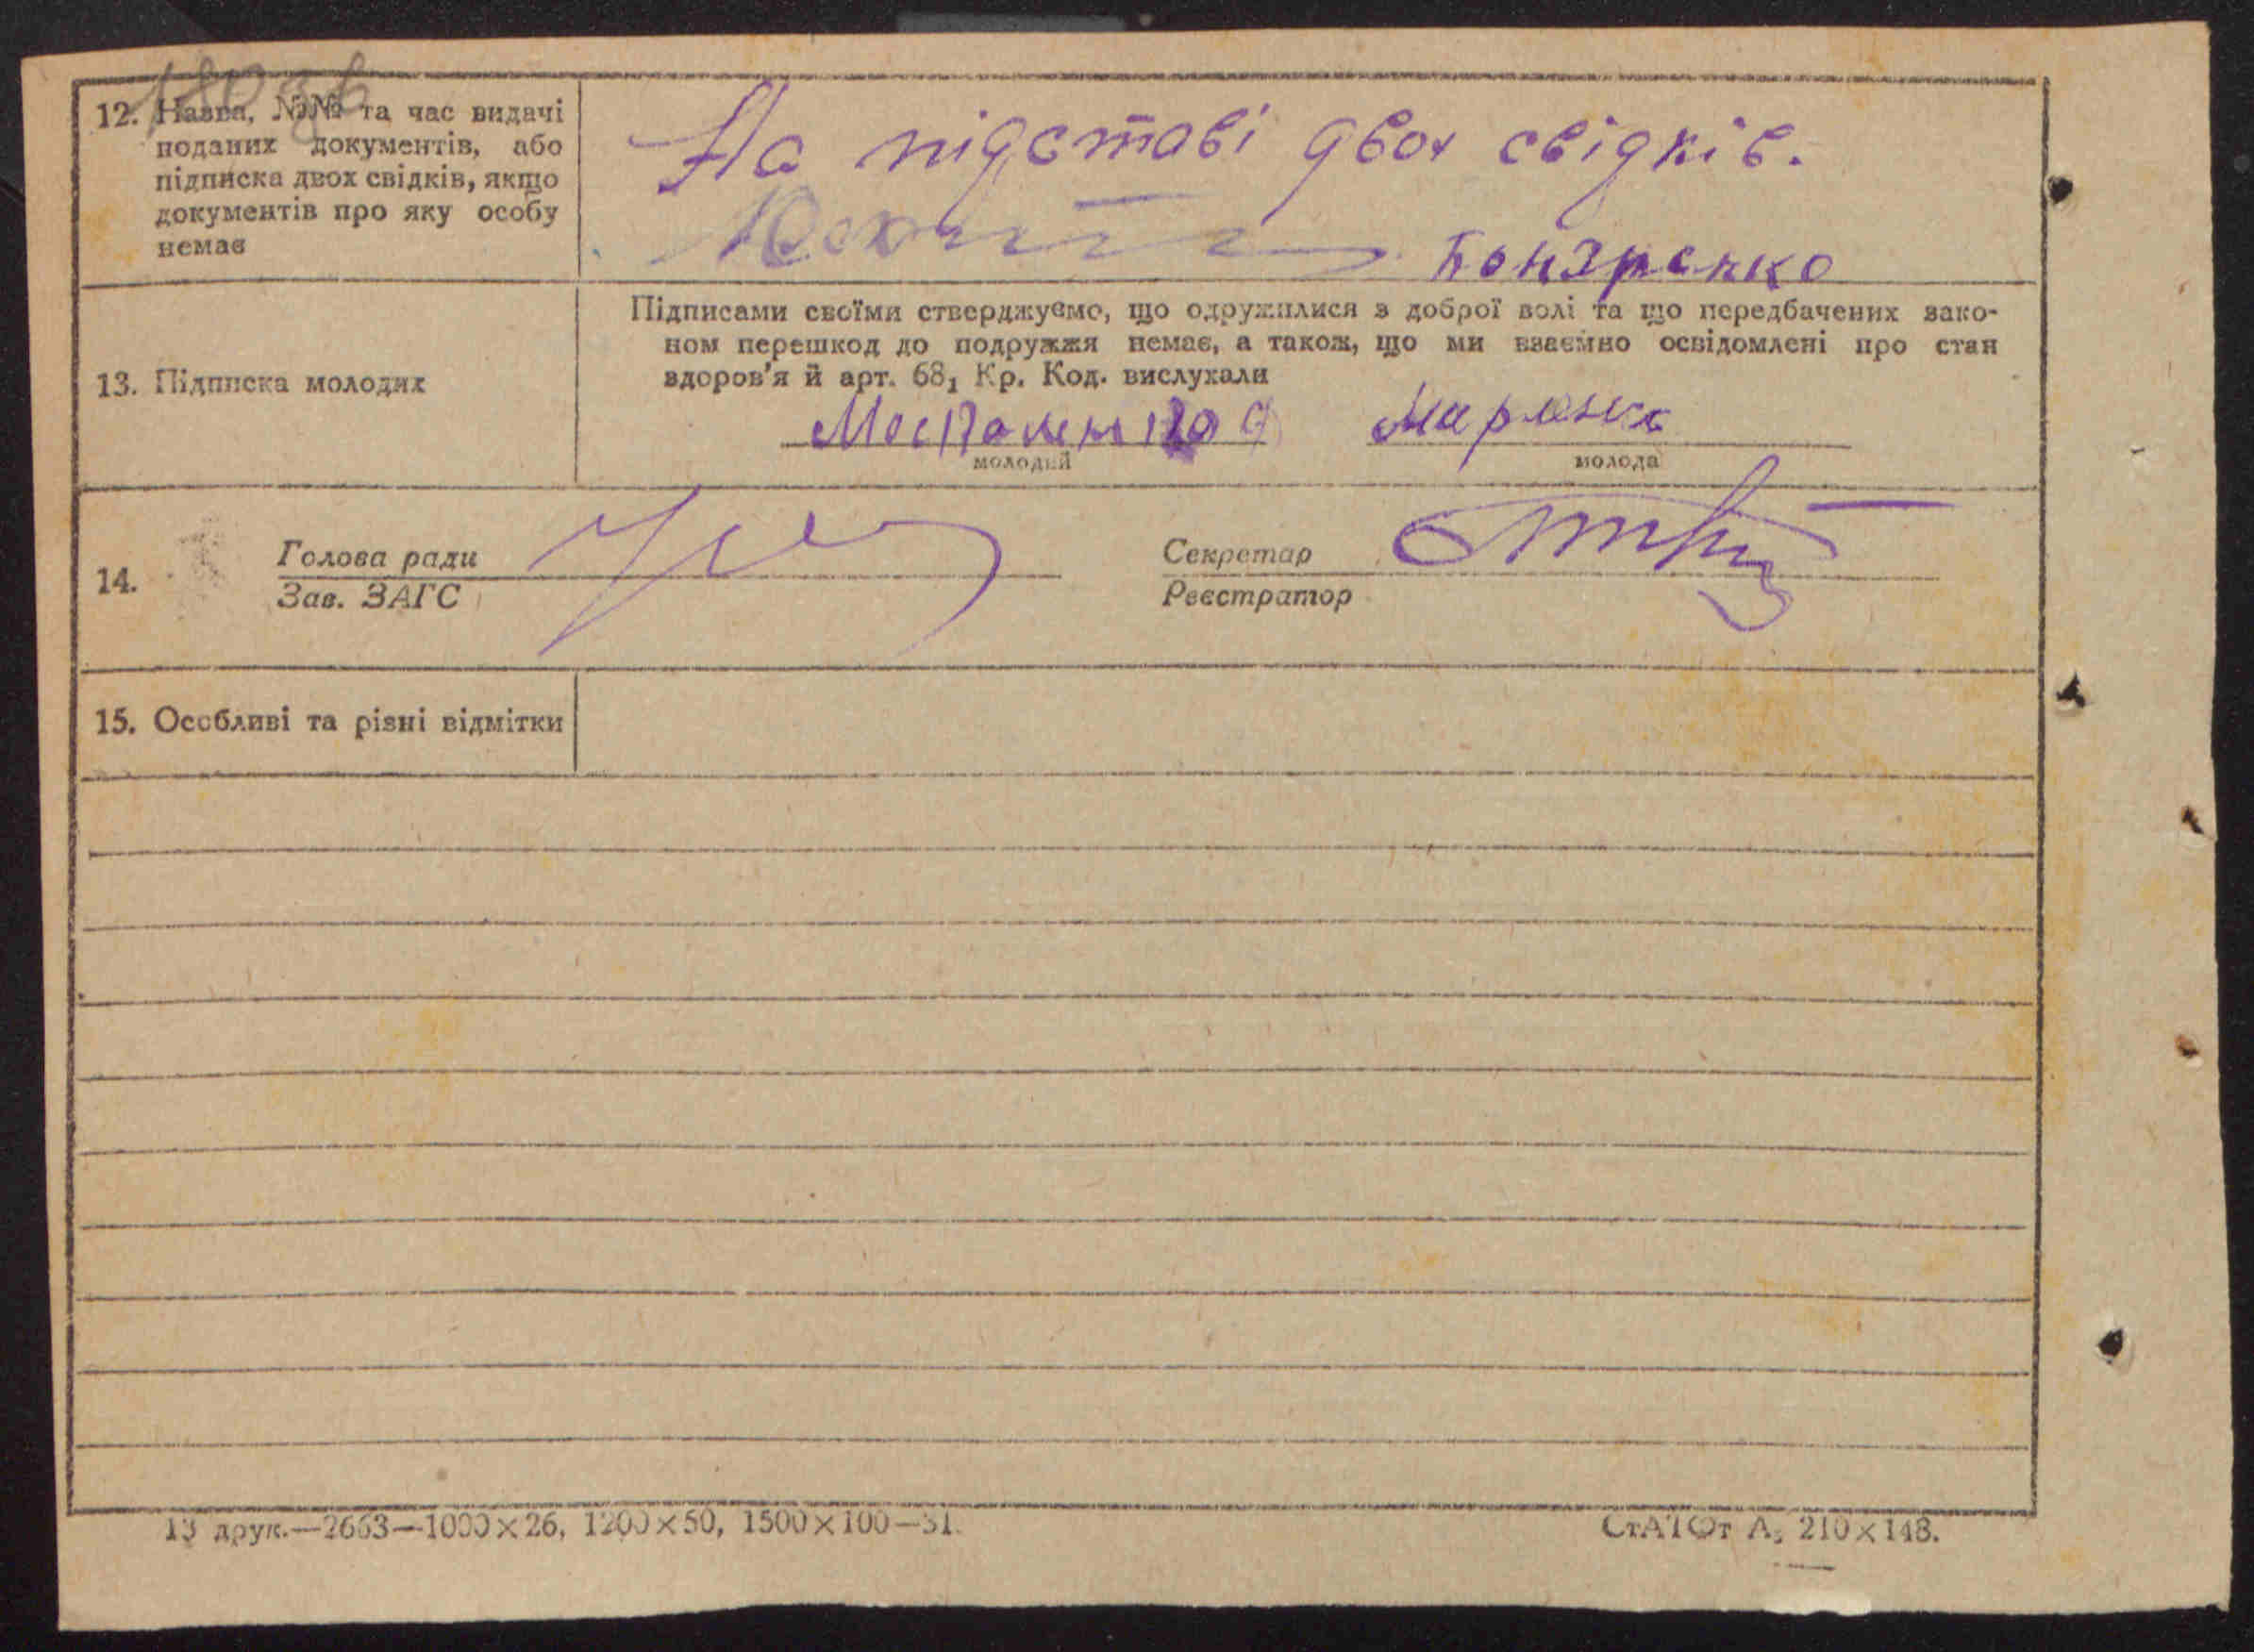 12. Назва, №№ та час видачі
поданих документів, або
підписка двох свідків, якщо
документів про яку особу
немає
На підставі двох свідків.
Бондренко
13. Підписка молодих
Підписами своїми стверджуємо, що одружилися з доброї волі та що передбачених зако-
ном перешкод до подружжя немає, а також, що ми взаємно освідомлені про стан
здоров'я й арт. 68₁ Кр. Код. вислухали
молодий молода
14. Голова ради Секретар
Зав. ЗАГС Реєстратор
15. Особливі та різні відмітки
13 друк.—2663—1000×26, 1200×50, 1500×100—31. СтАТФт А₅ 210×148.